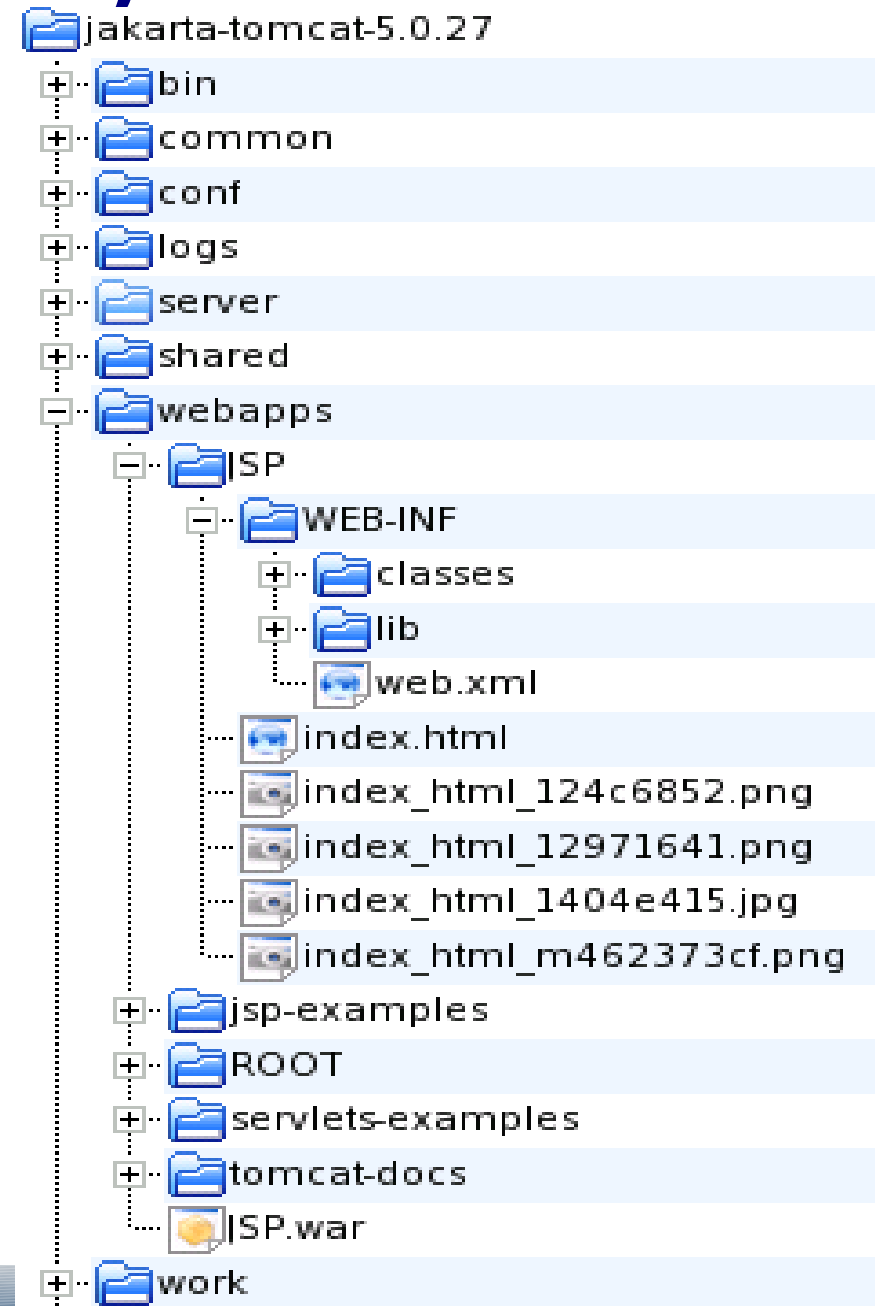 jakarta-tomcat-5.0.27
bin
common
conf
logs
server
shared
webapps
JSP
WEB-INF
classes
lib
web.xml
index.html
index_html_124c6852.png
index_html_12971641.png
index_html_1404e415.jpg
index_html_m462373cf.png
jsp-examples
ROOT
servlets-examples
tomcat-docs
JSP.war
work